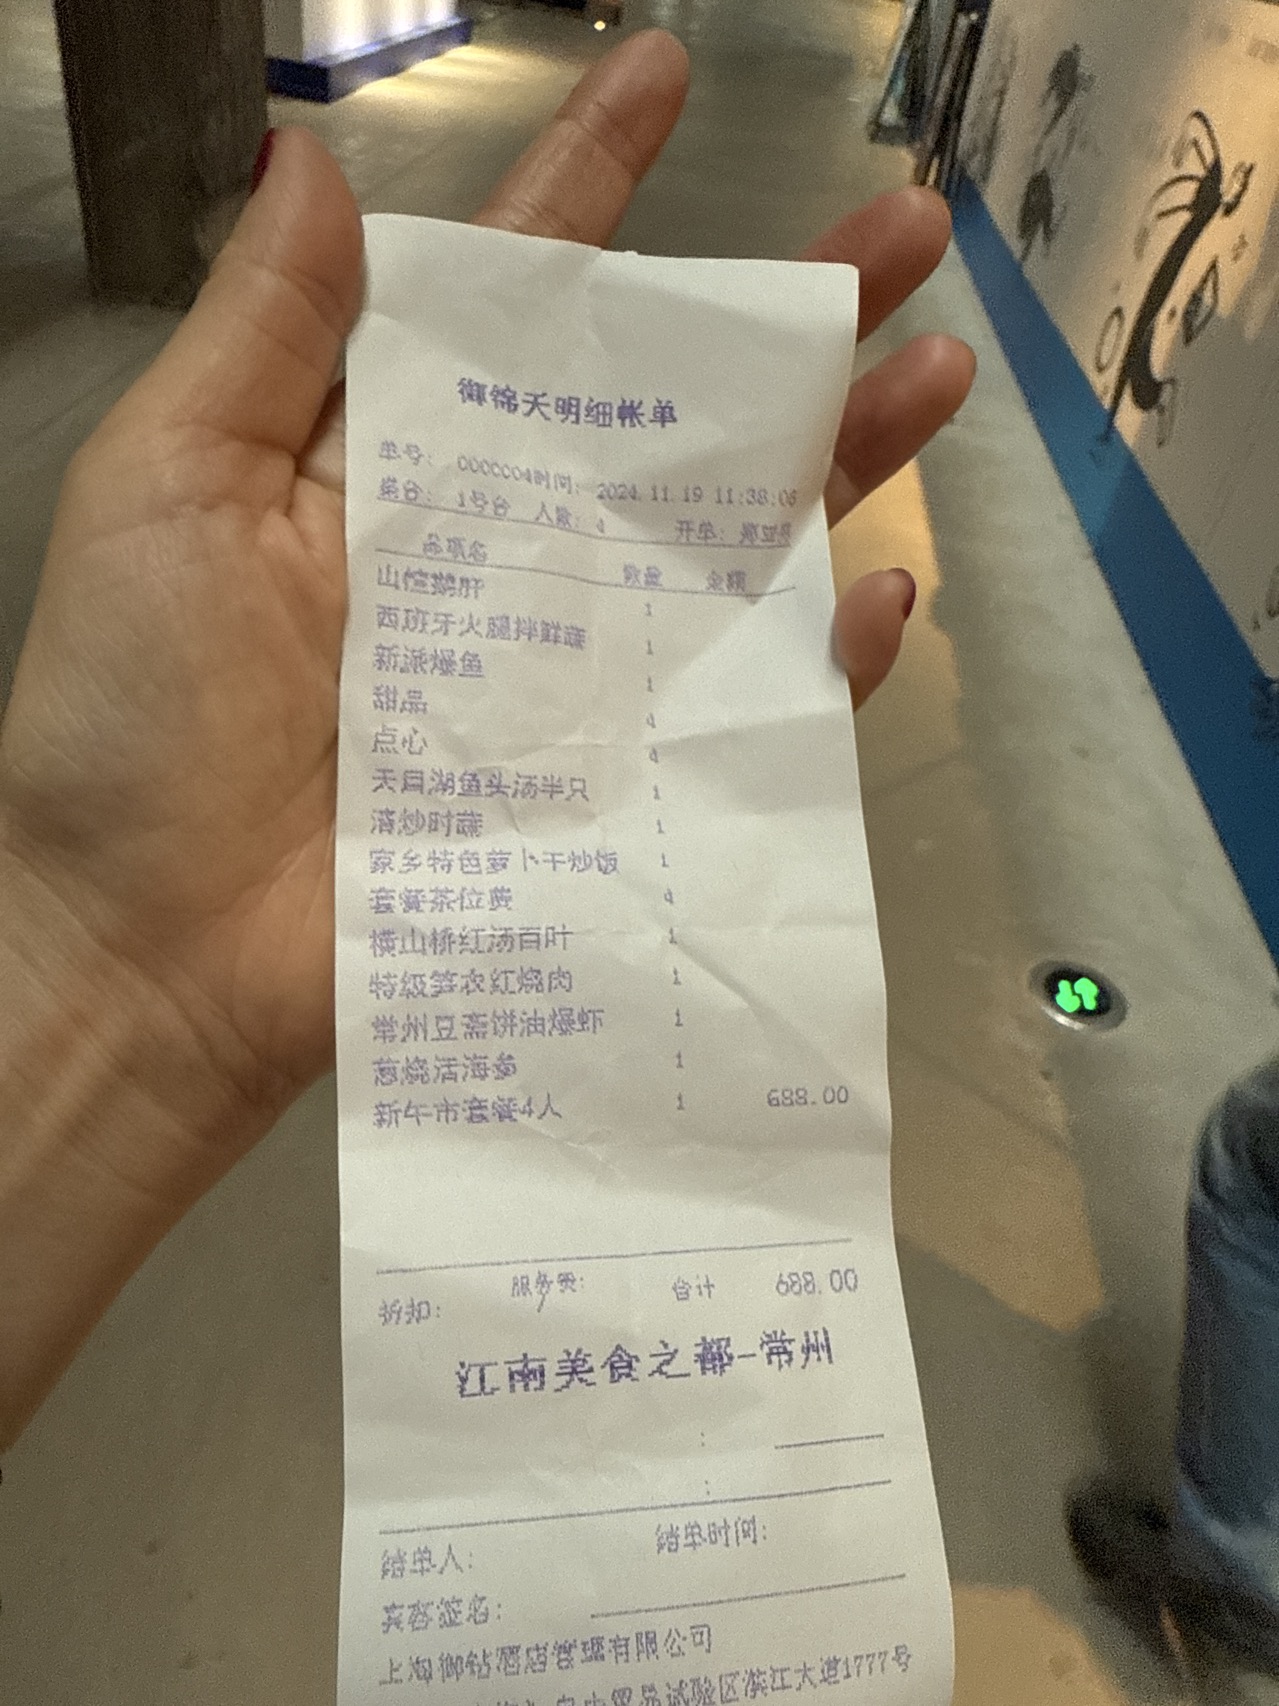 御锦天明细帐单
单号： 0000004时间：2024.11.19 11:38:06
桌台： 1号台 人数：4 开单：
品项名 数量 金额
山楂鹅肝 1
西班牙火腿拌鲜蔬 1
新派爆鱼 1
甜品 4
点心 4
天目湖鱼头汤半只 1
清炒时蔬 1
家乡特色萝卜干炒饭 1
套餐茶位费 4
横山桥红汤百叶 1
特级笋衣红烧肉 1
常州豆斋饼油爆虾 1
葱烧活海参 1
新午市套餐4人 1 688.00
服务费： 合计 688.00
折扣：
江南美食之都-常州
：
：
结单人： 结单时间：
宾客签名：
上海御钻酒店管理有限公司
自由贸易试验区滨江大道1777号